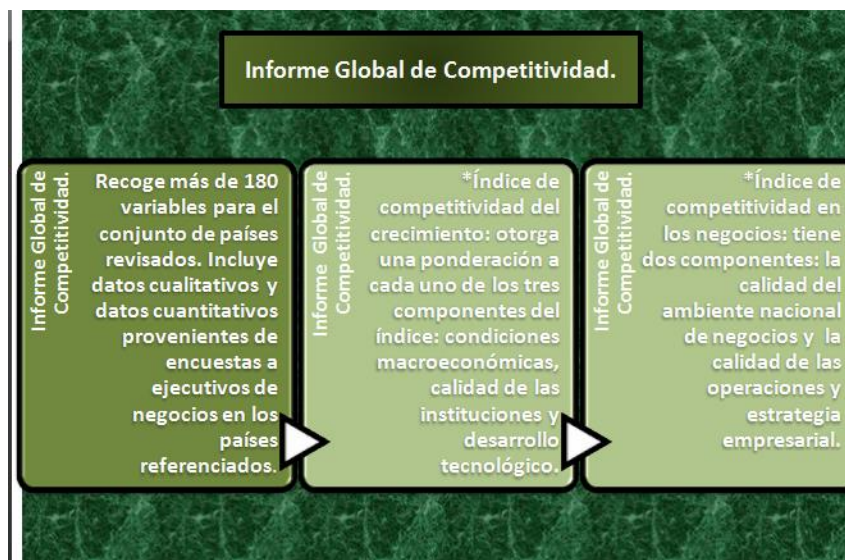 Informe Global de Competitividad.
Informe Global de
Competitividad.
Recoge más de 180
variables para el
conjunto de países
revisados. Incluye
datos cualitativos y
datos cuantitativos
provenientes de
encuestas a
ejecutivos de
negocios en los
países
referenciados.
Informe Global de
Competitividad.
*Índice de
competitividad del
crecimiento: otorga
una ponderación a
cada uno de los tres
componentes del
índice: condiciones
macroeconómicas,
calidad de las
instituciones y
desarrollo
tecnológico.
Informe Global de
Competitividad.
*Índice de
competitividad en
los negocios: tiene
dos componentes: la
calidad del
ambiente nacional
de negocios y la
calidad de las
operaciones y
estrategia
empresarial.